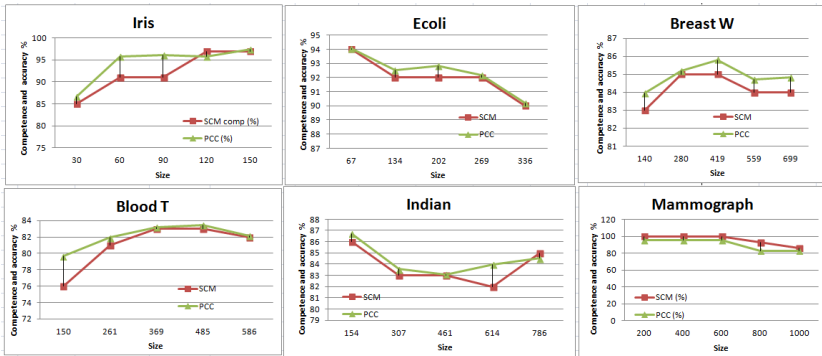 Iris
Competence and accuracy %
100
95
90
85
80
75
30 60 90 120 150
Size
SCM comp (%)
PCC (%)
Ecoli
Competence and accuracy %
95
94
93
92
91
90
89
88
87
67 134 202 269 336
Size
SCM
PCC
Breast W
Competence and accuracy %
87
86
85
84
83
82
81
140 280 419 559 699
Size
SCM
PCC
Blood T
Competence and accuracy %
84
82
80
78
76
74
72
150 261 369 485 586
Size
SCM
PCC
Indian
Competence and accuracy %
88
87
86
85
84
83
82
81
80
79
154 307 461 614 786
Size
SCM
PCC
Mammograph
Competence and accuracy %
120
100
80
60
40
20
0
200 400 600 800 1000
Size
SCM (%)
PCC (%)